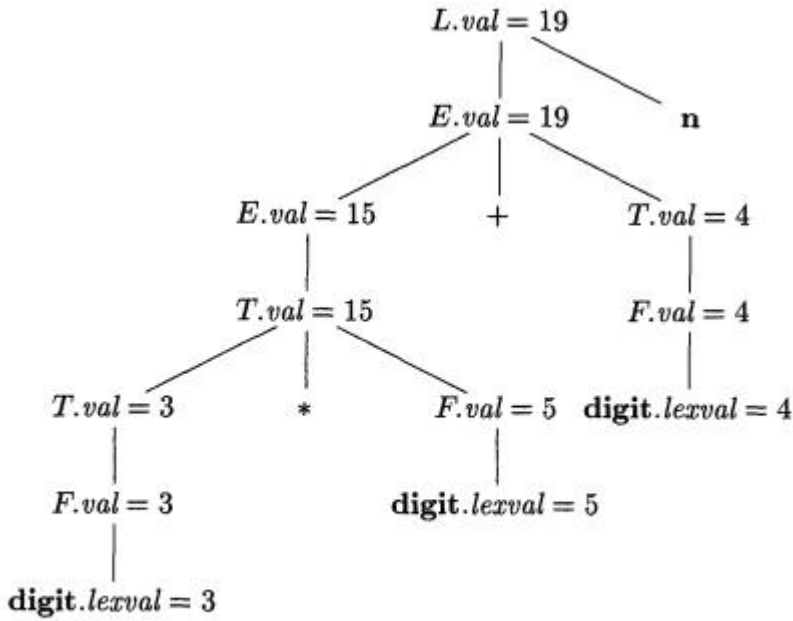 L.val = 19
E.val = 19 n
E.val = 15 + T.val = 4
T.val = 15 F.val = 4
T.val = 3 * F.val = 5 digit.lexval = 4
F.val = 3 digit.lexval = 5
digit.lexval = 3